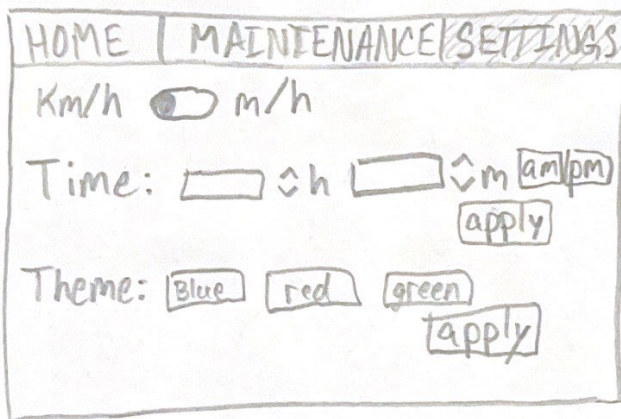 HOME MAINTENANCE SETTINGS
Km/h m/h
Time: h m am/pm
apply
Theme: Blue red green
apply